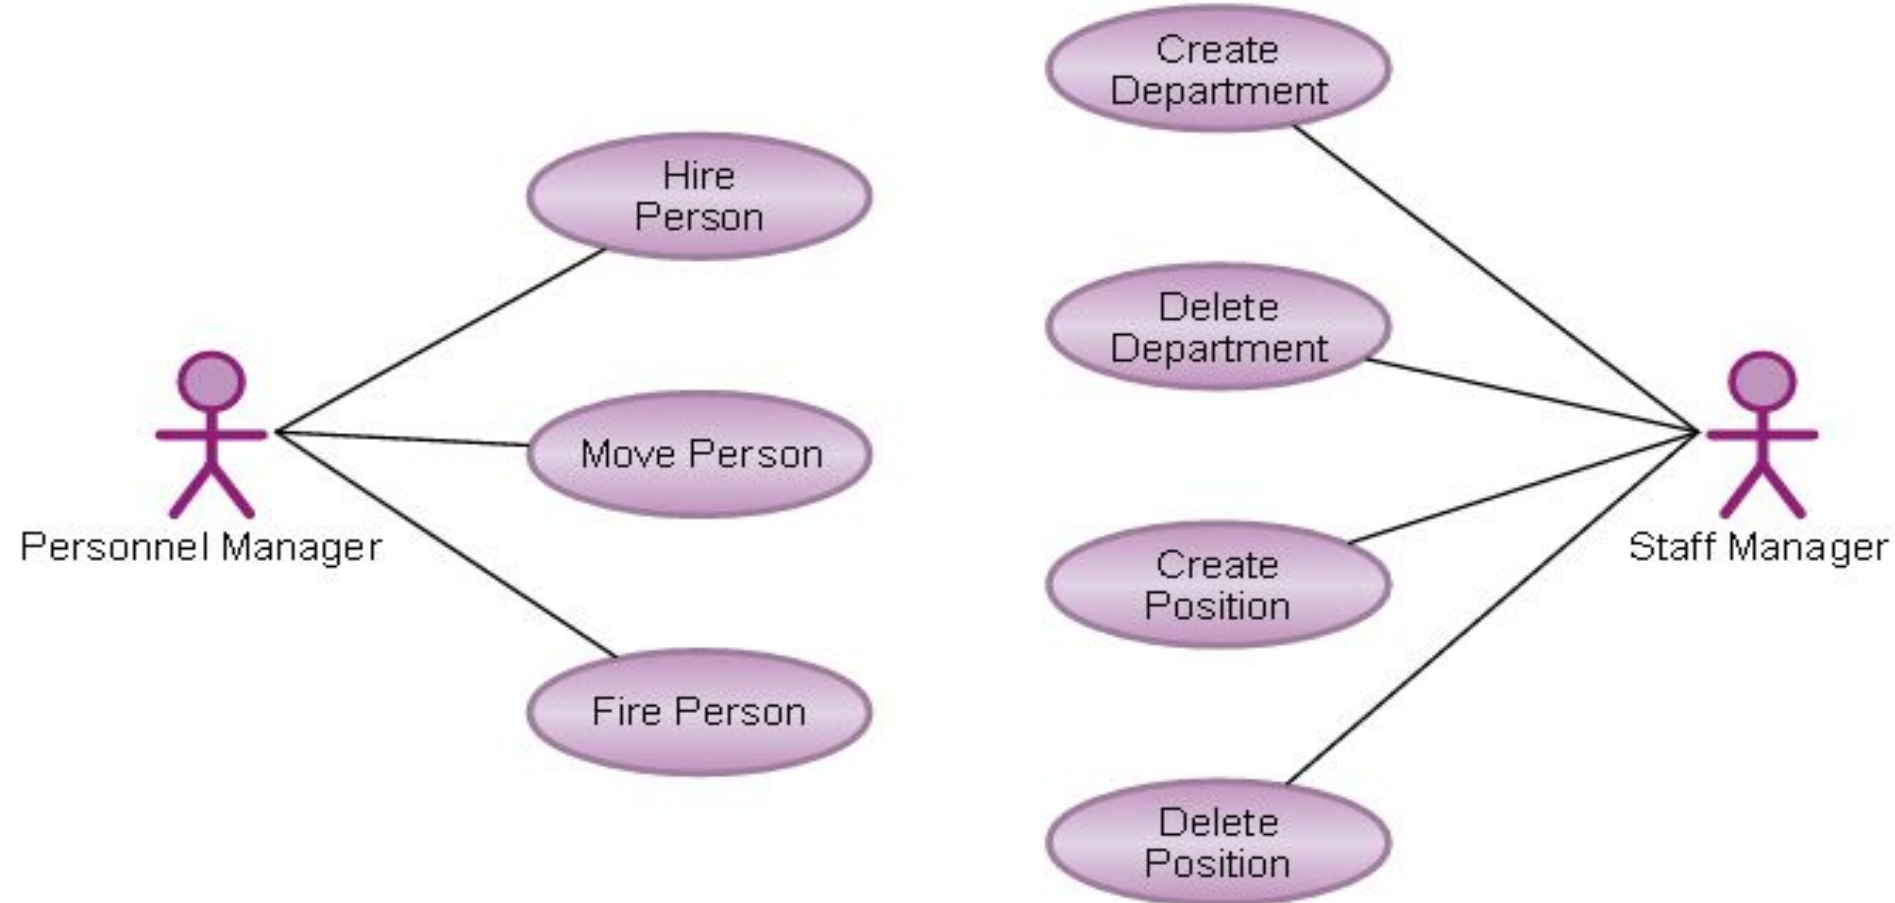 Create
Department
Hire
Person
Delete
Department
Move Person
Personnel Manager
Staff Manager
Create
Position
Fire Person
Delete
Position